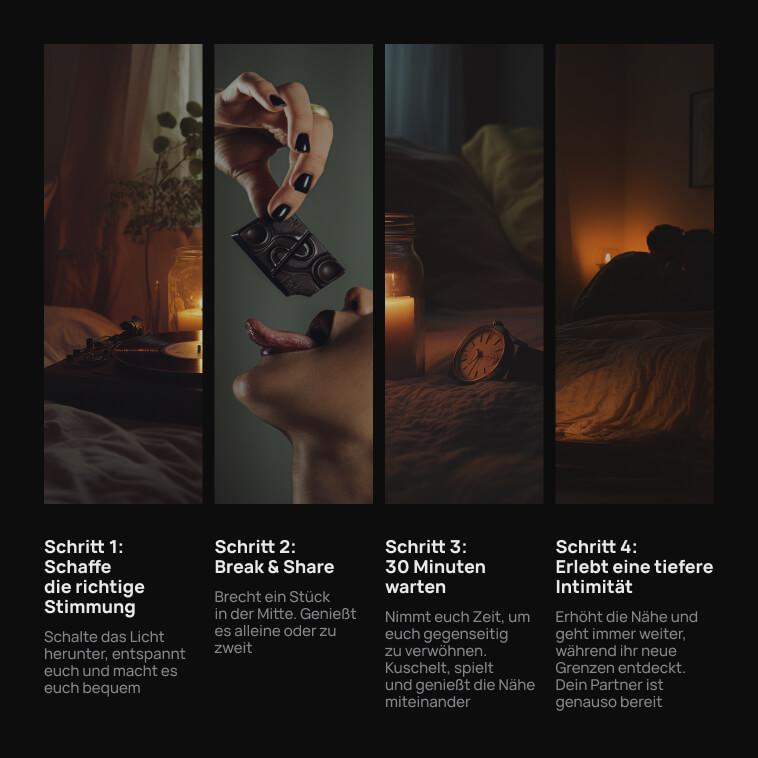 Schritt 1:
Schaffe
die richtige
Stimmung
Schalte das Licht
herunter, entspannt
euch und macht es
euch bequem
Schritt 2:
Break & Share
Brecht ein Stück
in der Mitte. Genießt
es alleine oder zu
zweit
Schritt 3:
30 Minuten
warten
Nimmt euch Zeit, um
euch gegenseitig
zu verwöhnen.
Kuschelt, spielt
und genießt die Nähe
miteinander
Schritt 4:
Erlebt eine tiefere
Intimität
Erhöht die Nähe und
geht immer weiter,
während ihr neue
Grenzen entdeckt.
Dein Partner ist
genauso bereit